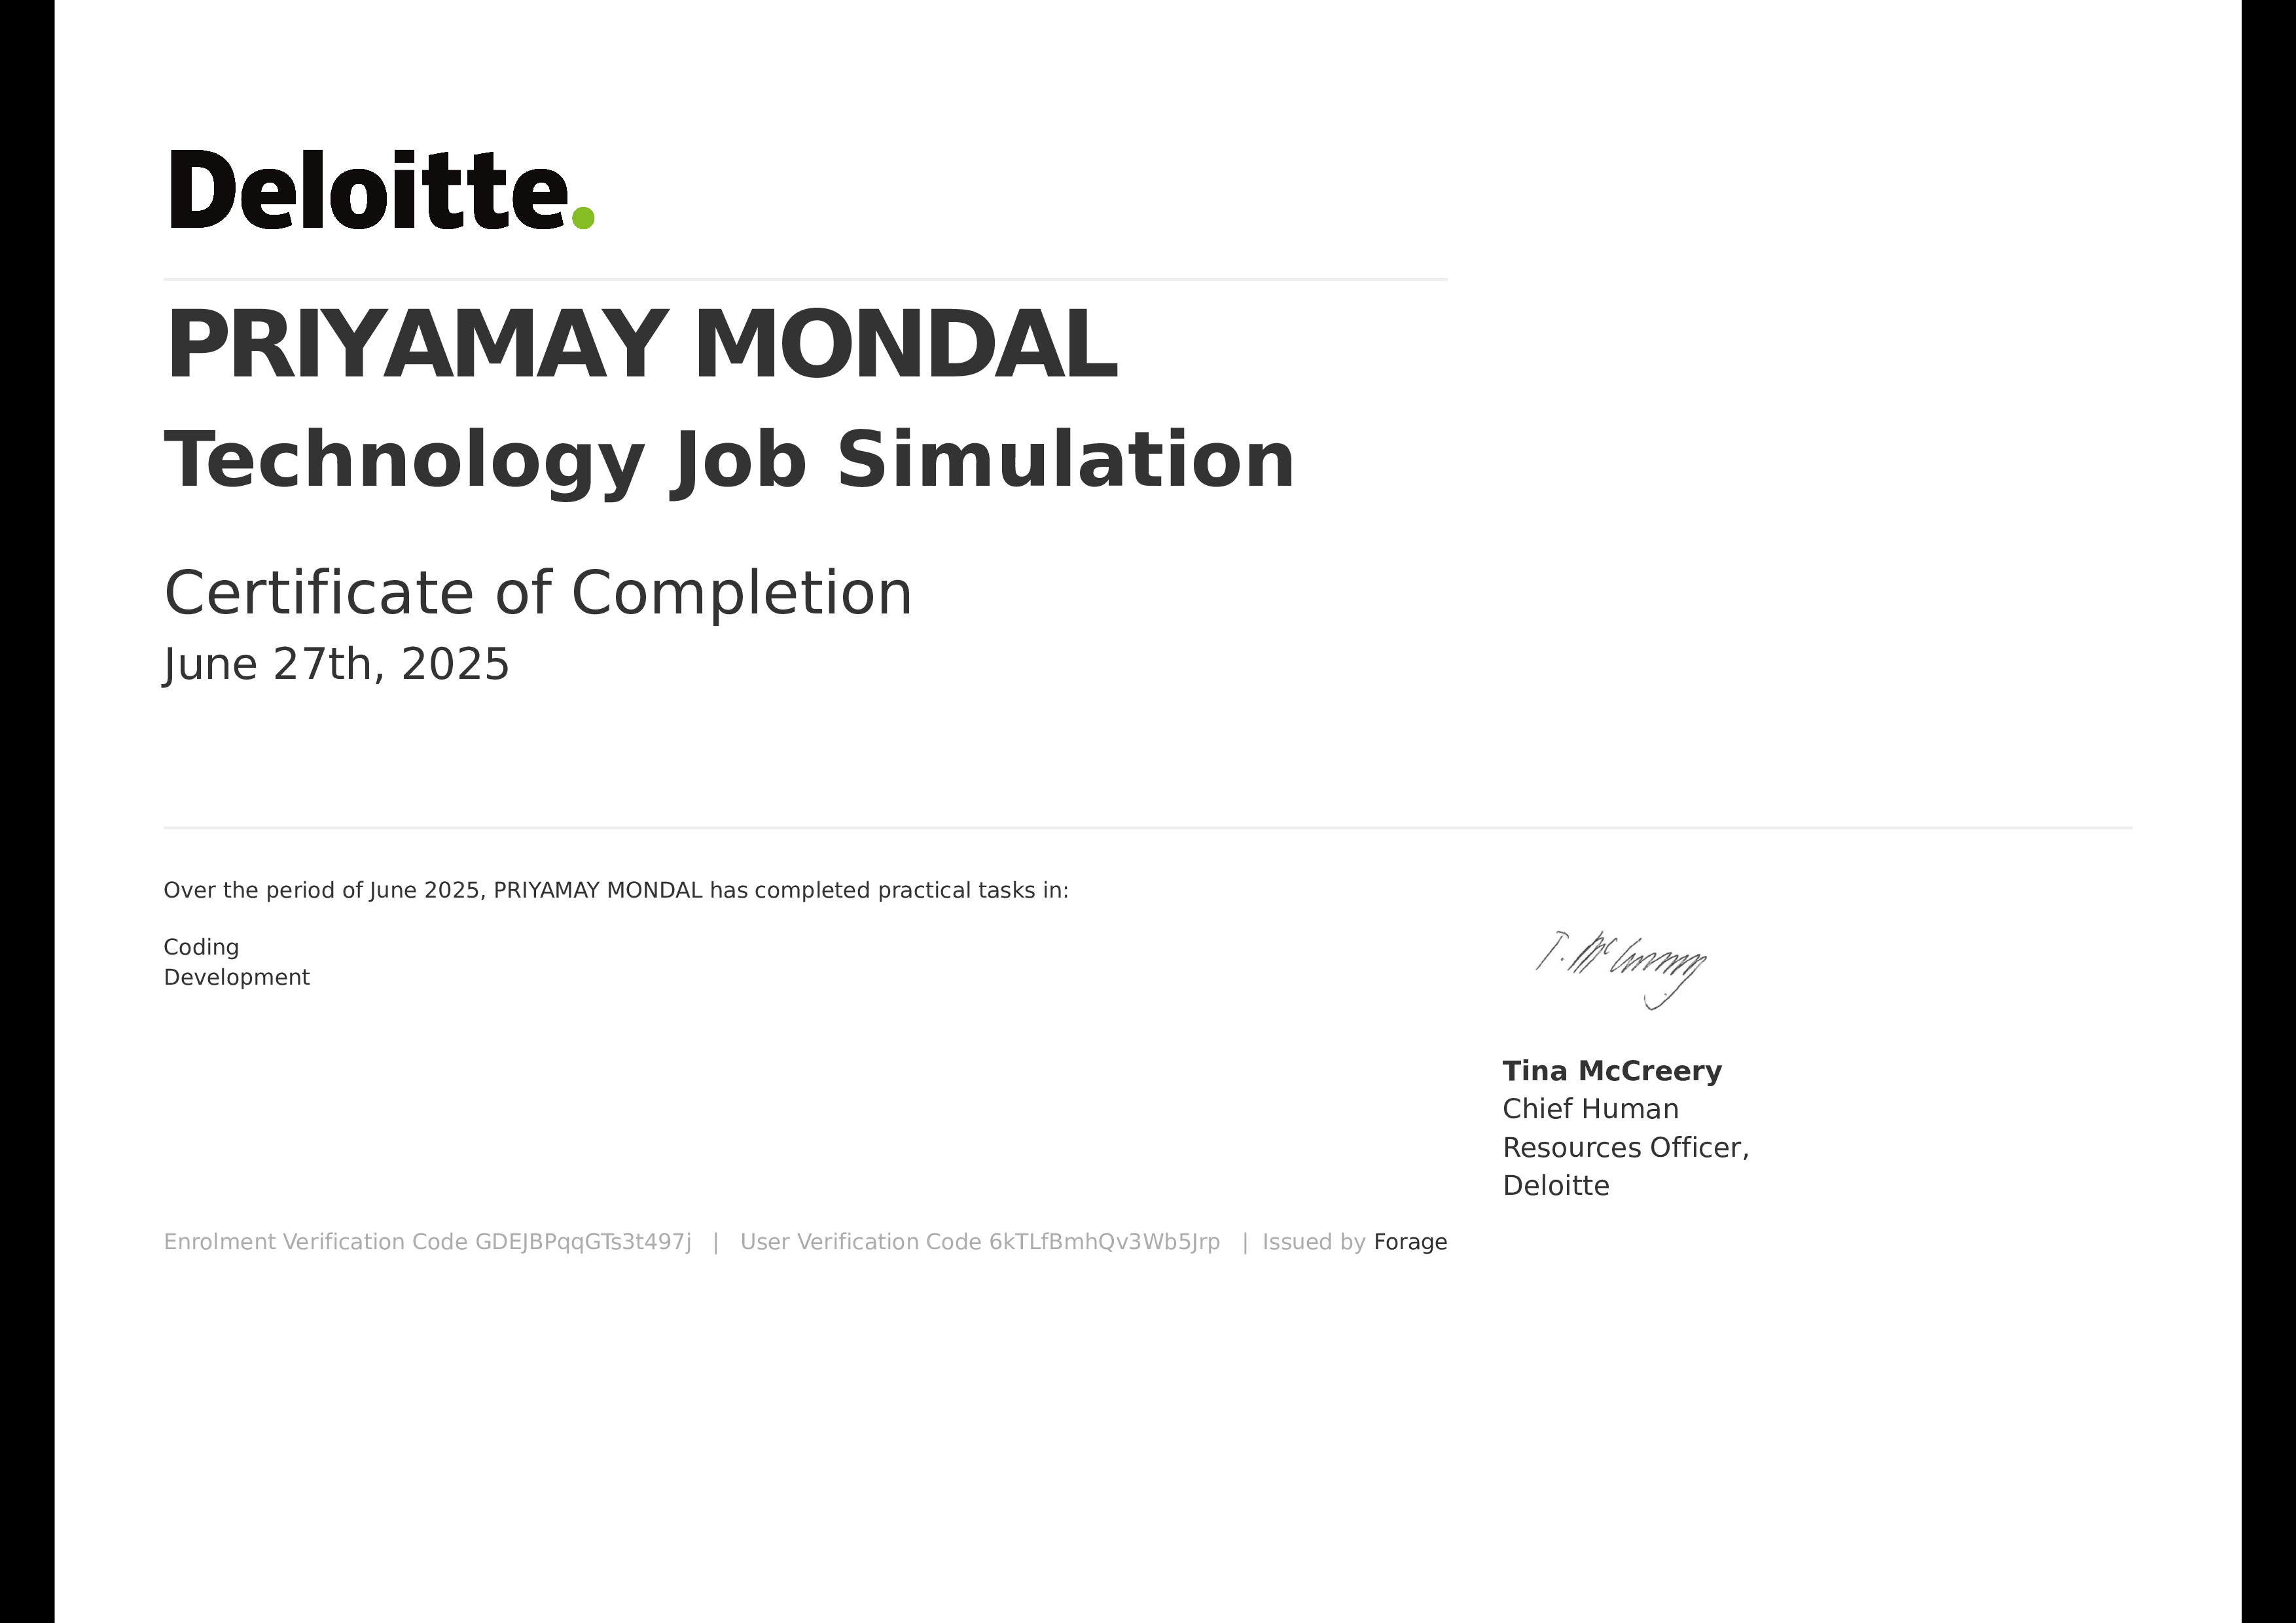 Deloitte.
PRIYAMAY MONDAL
Technology Job Simulation
Certificate of Completion
June 27th, 2025
Over the period of June 2025, PRIYAMAY MONDAL has completed practical tasks in:
Coding
Development
T. McCreery
Tina McCreery
Chief Human
Resources Officer,
Deloitte
Enrolment Verification Code GDEJBPqqGTs3t497j | User Verification Code 6kTLfBmhQv3Wb5Jrp | Issued by Forage